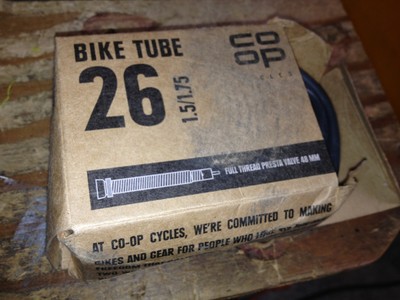 BIKE TUBE
26
1.5/1.75
CO
OP
FULL THREAD PRESTA VALVE 48 MM
AT CO-OP CYCLES, WE'RE COMMITTED TO MAKING
BIKES AND GEAR FOR PEOPLE WHO